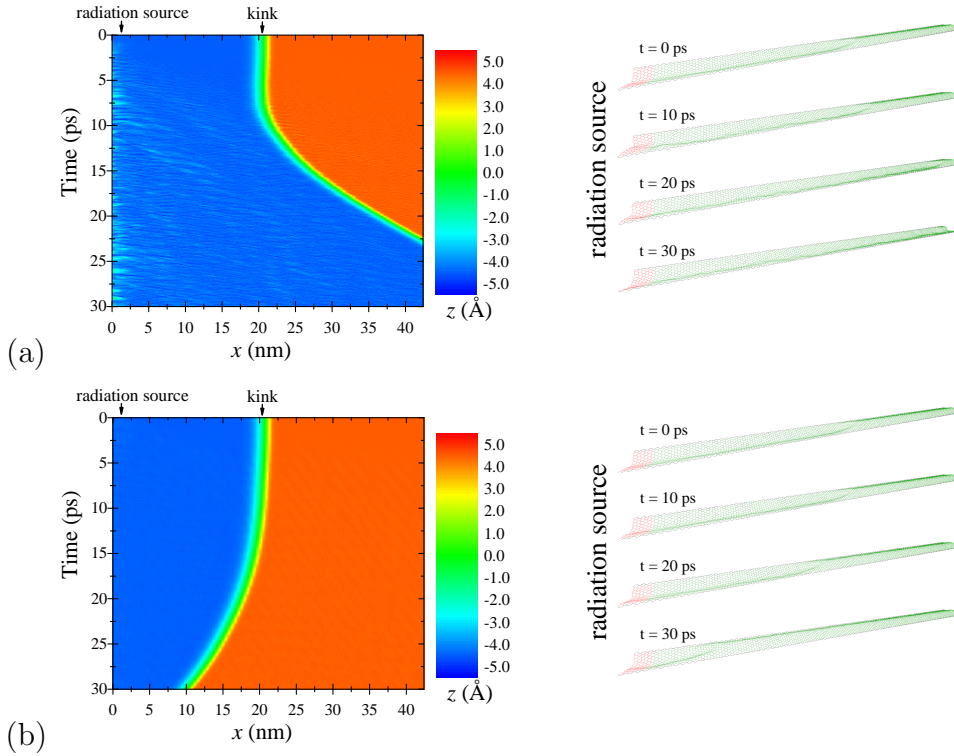 radiation source kink
0
5
10
15
20
25
30
Time (ps)
0 5 10 15 20 25 30 35 40
x (nm)
5.0
4.0
3.0
2.0
1.0
0.0
-1.0
-2.0
-3.0
-4.0
-5.0
z (Å)
radiation source
t = 0 ps
t = 10 ps
t = 20 ps
t = 30 ps
(a)
radiation source kink
0
5
10
15
20
25
30
Time (ps)
0 5 10 15 20 25 30 35 40
x (nm)
5.0
4.0
3.0
2.0
1.0
0.0
-1.0
-2.0
-3.0
-4.0
-5.0
z (Å)
radiation source
t = 0 ps
t = 10 ps
t = 20 ps
t = 30 ps
(b)